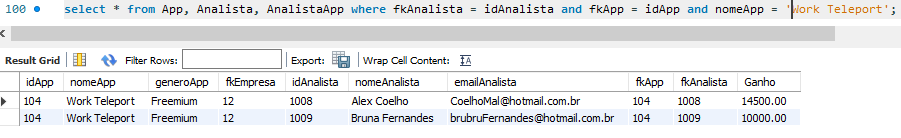 100 select * from App, Analista, AnalistaApp where fkAnalista = idAnalista and fkApp = idApp and nomeApp = 'Work Teleport';
Result Grid Filter Rows: Export: Wrap Cell Content: IA
idApp nomeApp generoApp fkEmpresa idAnalista nomeAnalista emailAnalista fkApp fkAnalista Ganho
104 Work Teleport Freemium 12 1008 Alex Coelho CoelhoMal@hotmail.com.br 104 1008 14500.00
104 Work Teleport Freemium 12 1009 Bruna Fernandes brubruFernandes@hotmail.com.br 104 1009 10000.00